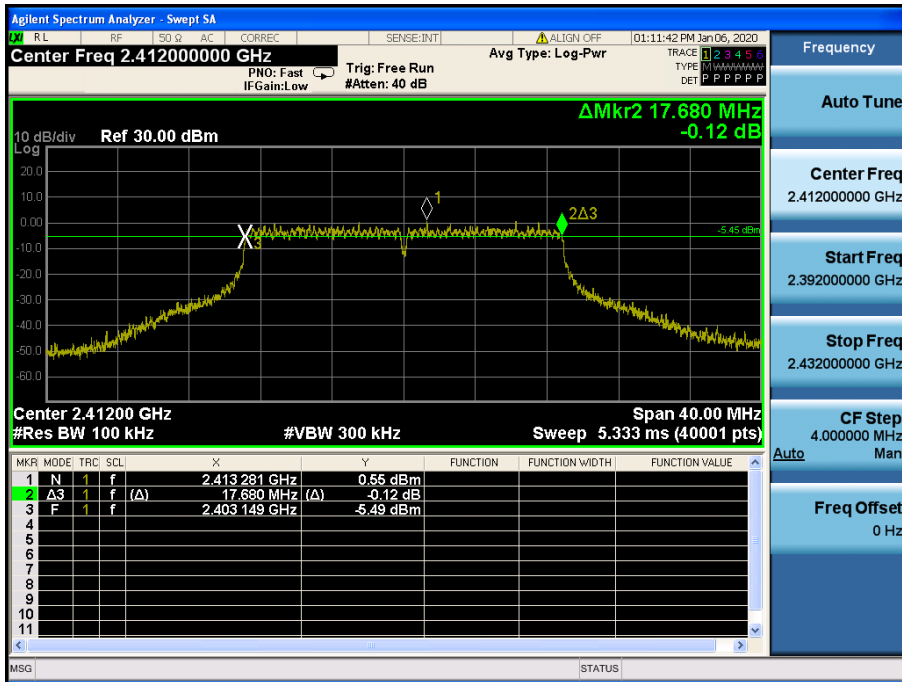 Agilent Spectrum Analyzer - Swept SA
LXI RL RF 50 Ω AC CORREC SENSE:INT ALIGN OFF 01:11:42 PM Jan 06, 2020
Center Freq 2.412000000 GHz
PNO: Fast
IFGain:Low
Trig: Free Run
#Atten: 40 dB
Avg Type: Log-Pwr
TRACE 1 2 3 4 5 6
TYPE M WWWWW
DET P P P P P P
ΔMkr2 17.680 MHz
-0.12 dB
10 dB/div Ref 30.00 dBm
Log
20.0
10.0
0.00
-10.0
-20.0
-30.0
-40.0
-50.0
-60.0
1
2Δ3
3
-5.45 dBm
Center 2.41200 GHz Span 40.00 MHz
#Res BW 100 kHz #VBW 300 kHz Sweep 5.333 ms (40001 pts)
MKR MODE TRC SCL X Y FUNCTION FUNCTION WIDTH FUNCTION VALUE
1 N 1 f 2.413 281 GHz 0.55 dBm
2 Δ3 1 f (Δ) 17.680 MHz (Δ) -0.12 dB
3 F 1 f 2.403 149 GHz -5.49 dBm
4
5
6
7
8
9
10
11
MSG STATUS
Frequency
Auto Tune
Center Freq
2.412000000 GHz
Start Freq
2.392000000 GHz
Stop Freq
2.432000000 GHz
CF Step
4.000000 MHz
Auto Man
Freq Offset
0 Hz